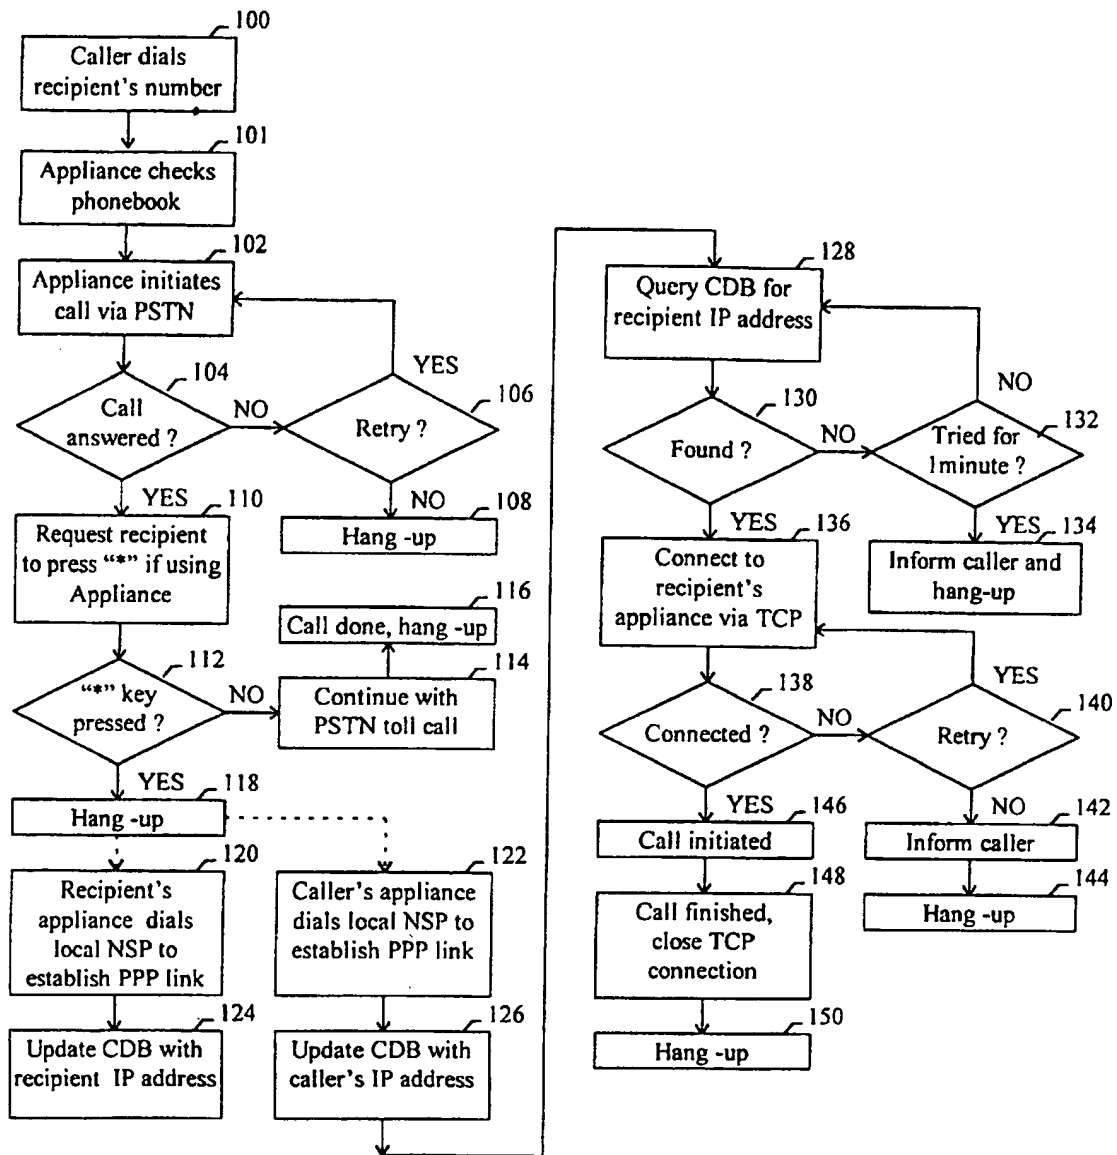 100
Caller dials
recipient's number
101
Appliance checks
phonebook
102
Appliance initiates
call via PSTN
104
Call
answered ?
NO
YES
106
Retry ?
YES
NO
108
Hang -up
110
Request recipient
to press “*” if using
Appliance
112
“*” key
pressed ?
NO
YES
116
Call done, hang -up
114
Continue with
PSTN toll call
118
Hang -up
120
Recipient's
appliance dials
local NSP to
establish PPP link
122
Caller's appliance
dials local NSP to
establish PPP link
124
Update CDB with
recipient IP address
126
Update CDB with
caller's IP address
128
Query CDB for
recipient IP address
130
Found ?
NO
YES
132
Tried for
1minute ?
NO
YES
134
Inform caller and
hang-up
136
Connect to
recipient's
appliance via TCP
138
Connected ?
NO
YES
140
Retry ?
YES
NO
142
Inform caller
144
Hang -up
146
Call initiated
148
Call finished,
close TCP
connection
150
Hang -up